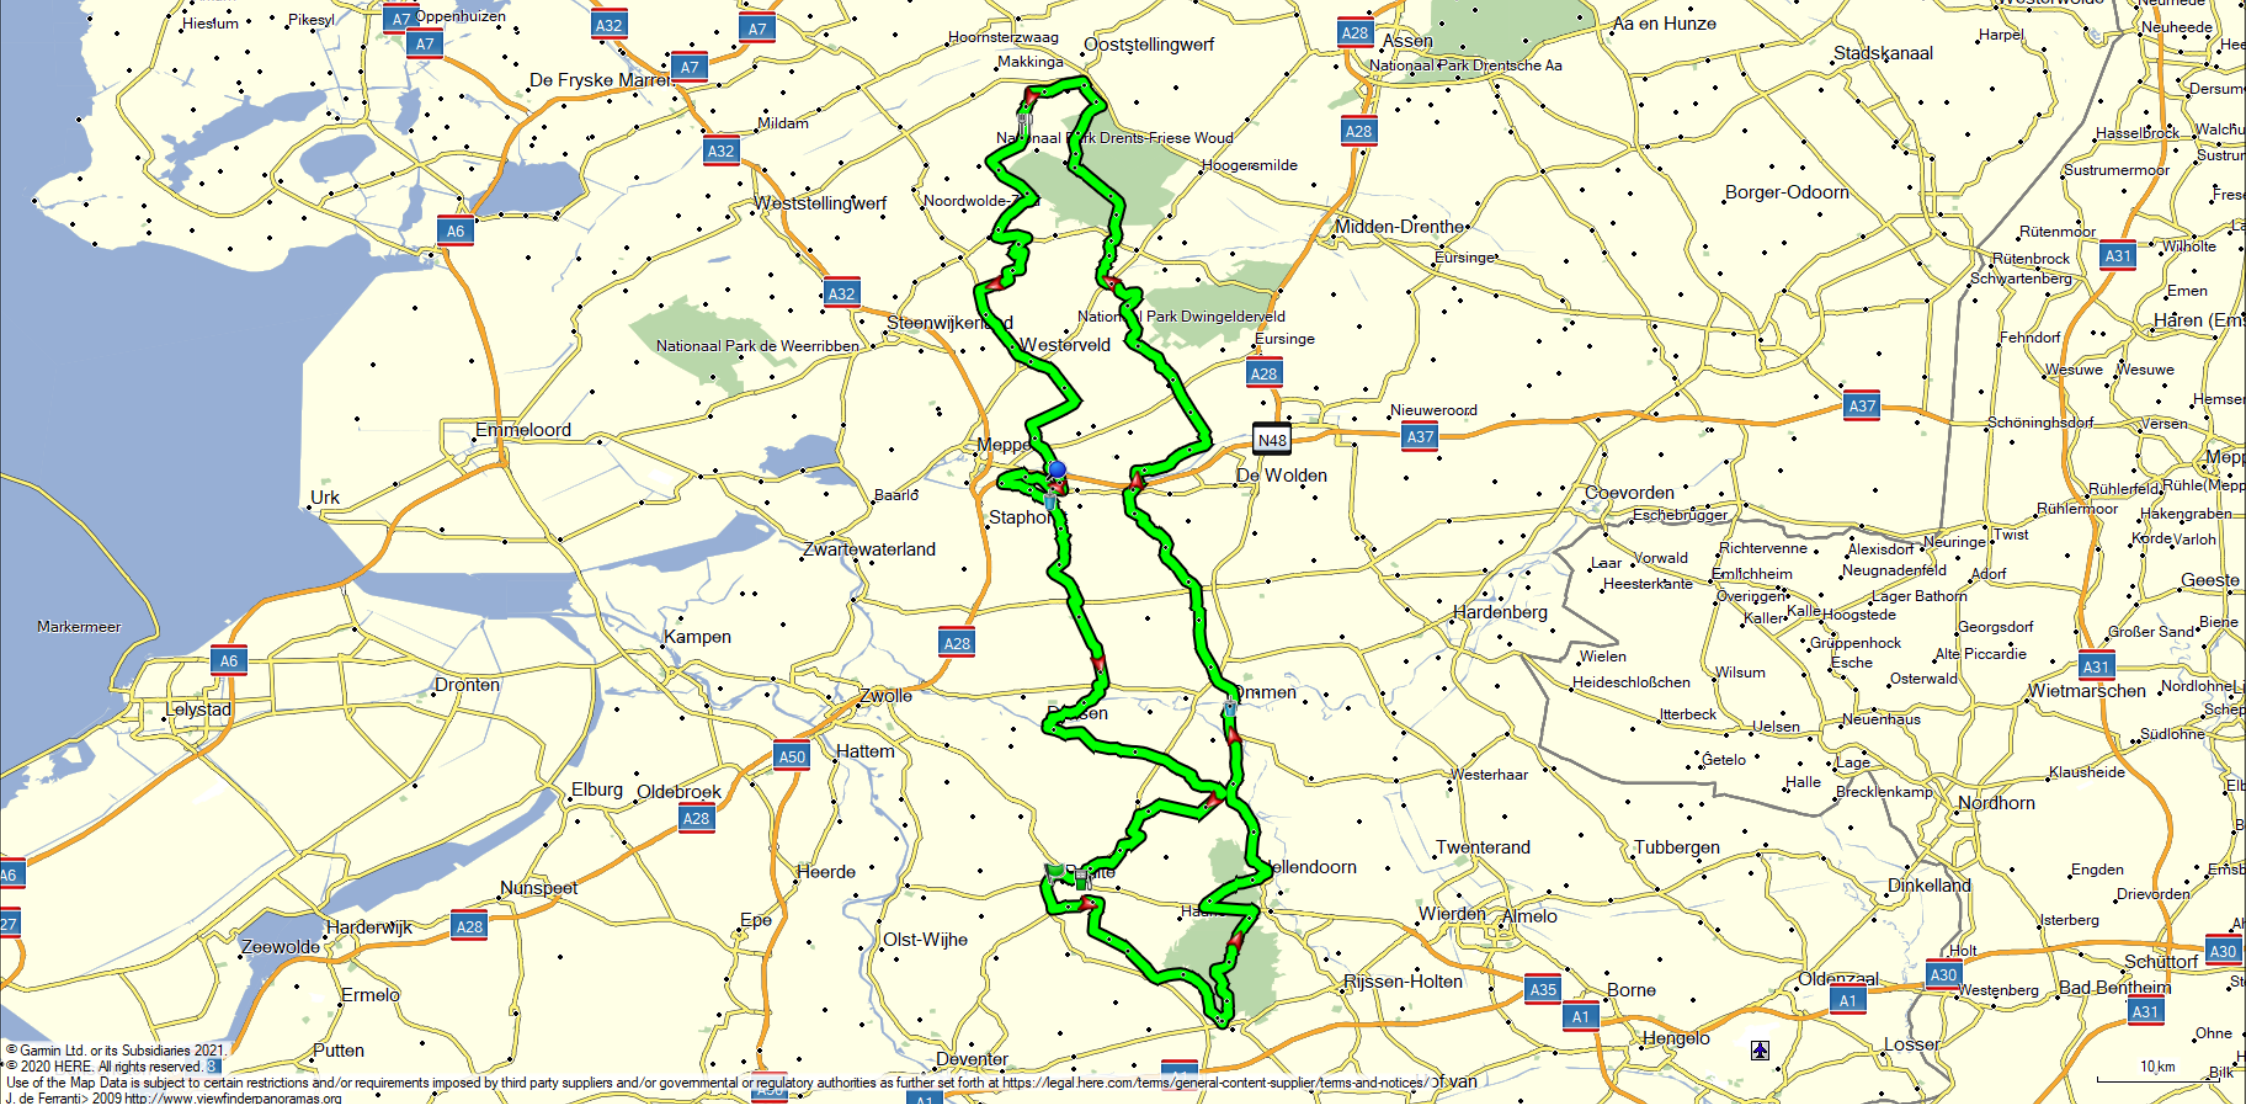 A7
Oppenhuizen
Pikesyl
Hieslum
A7
A32
A7
Hoornsterzwaag
Ooststellingwerf
A28
Assen
Aa en Hunze
Harpel
Neuheede
Stadskanaal
Makkinga
Nationaal Park Drentsche Aa
De Fryske Marren
A7
Dersum
Mildam
A28
Hasselbrock
Walchu
A32
Hoogersmilde
Sustrumermoor
Weststellingwerf
Borger-Odoorn
A6
Midden-Drenthe
Rütenmoor
Wilholte
A31
Eursinge
Rütenbrock
Schwartenberg
A32
Emen
Steenwijkerland
National Park Dwingelderveld
Haren (Ems
Nationaal Park de Weerribben
Westerveld
Eursinge
Fehndorf
A28
Wesuwe
Wesuwe
A37
Nieuweroord
Emmeloord
N48
A37
Schöninghsdorf
Versen
De Wolden
Urk
Baarlo
Coevorden
Rühlerfeld
Rühle(Mepp
Eschebrügger
Rühlermoor
Hakengraben
Zwartewaterland
Richtervenne
Alexisdorf
Neuringe
Twist
Varloh
Laar
Vorwald
Heesterkante
Emlichheim
Neugnadenfeld
Adorf
Geeste
Overingen
Lager Bathorn
Hardenberg
Kalle
Hoogstede
Kaller
Markermeer
Kampen
A28
Georgsdorf
Großer Sand
Biene
Grüppenhock
A6
Wielen
Esche
Alte Piccardie
A31
Dronten
Heideschloßchen
Wilsum
Osterwald
Wietmarschen
Nordlohne
Zwolle
Ommen
Lelystad
Itterbeck
Uelsen
Neuenhaus
Südlohne
A50
Hattem
Getelo
Lage
Klausheide
Westerhaar
Halle
Brecklenkamp
Elburg
Oldebroek
Nordhorn
A28
Twenterand
Tubbergen
A6
Heerde
Hellendoorn
Engden
Nunspeet
Dinkelland
Drievorden
27
A28
Harderwijk
Epe
Wierden
Almelo
Isterberg
Zeewolde
Olst-Wijhe
Holt
A30
A30
Schüttorf
Ermelo
Rijssen-Holten
A35
Borne
Oldenzaal
A1
Westenberg
Bad Bentheim
A1
A31
© Garmin Ltd. or its Subsidiaries 2021.
Putten
Hengelo
Losser
Ohne
© 2020 HERE. All rights reserved.
Deventer
10 km
Bilk
Use of the Map Data is subject to certain restrictions and/or requirements imposed by third party suppliers and/or governmental or regulatory authorities as further set forth at https://legal.here.com/terms/general-content-supplier/terms-and-notices/
J. de Ferranti> 2009 http://www.viewfinderpanoramas.org
A1